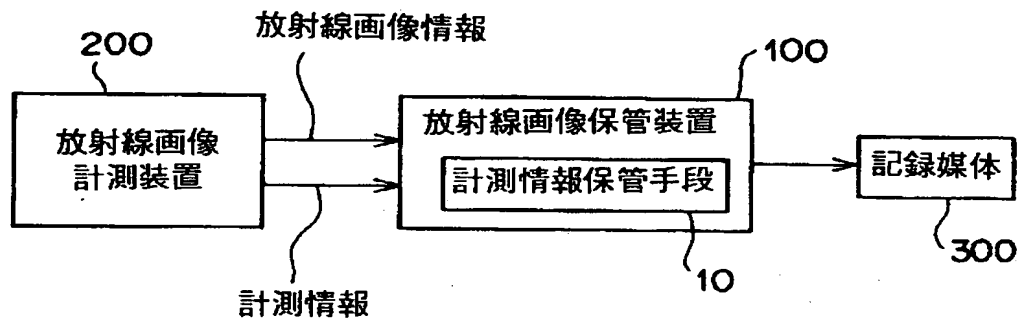 放射線画像情報
200
100
放射線画像
計測装置
放射線画像保管装置
計測情報保管手段
記録媒体
300
10
計測情報